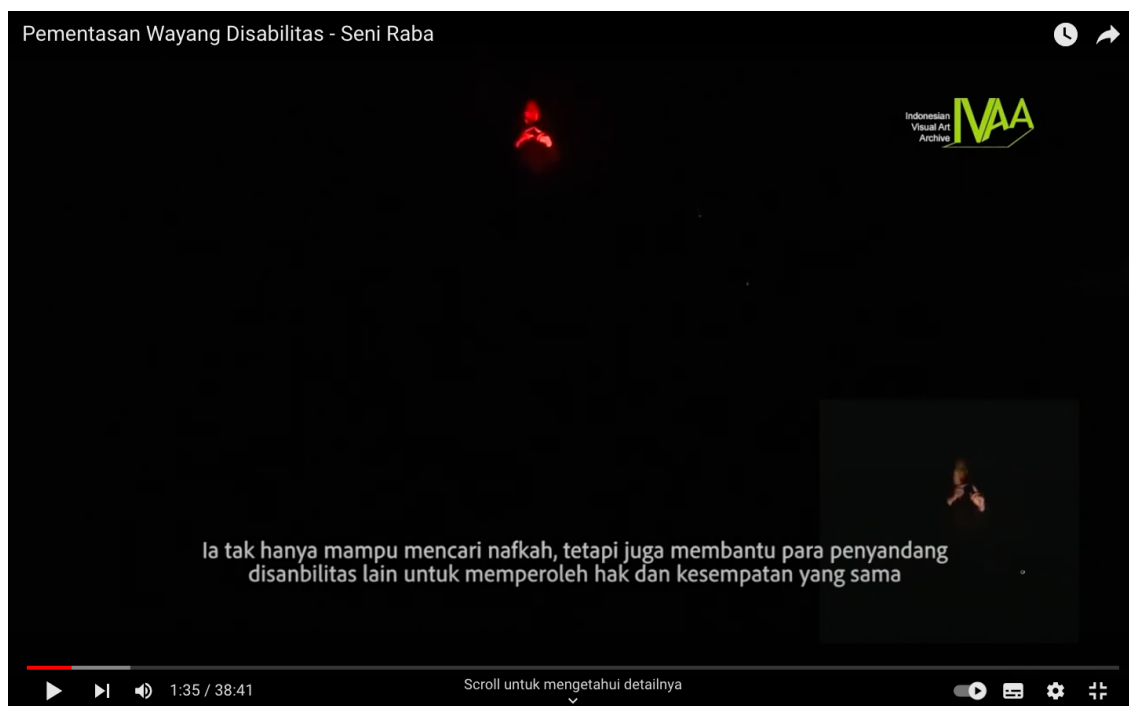 Pementasan Wayang Disabilitas - Seni Raba
Indonesian
Visual Art
Archive
IVAA
Ia tak hanya mampu mencari nafkah, tetapi juga membantu para penyandang
disanbilitas lain untuk memperoleh hak dan kesempatan yang sama
1:35 / 38:41
Scroll untuk mengetahui detailnya